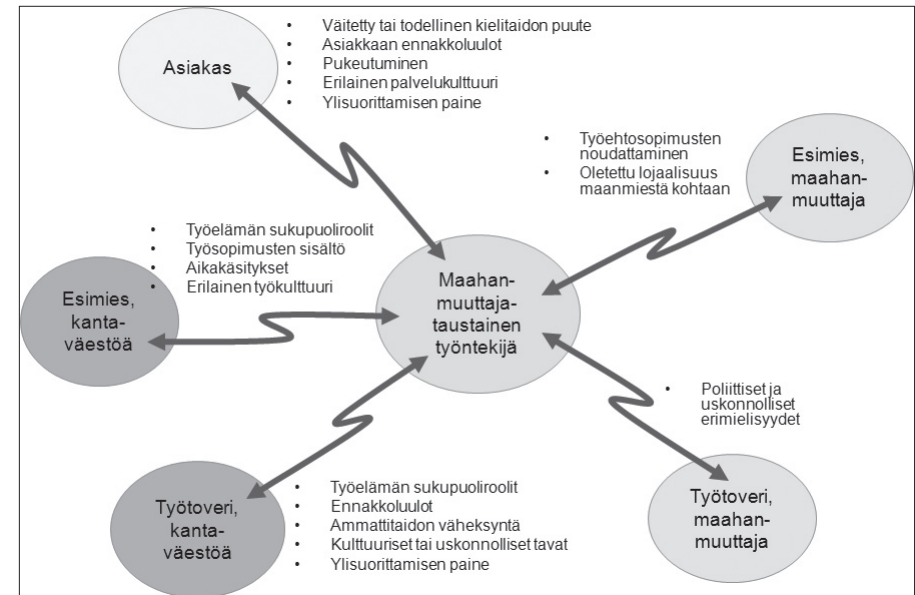 Asiakas
• Väitetty tai todellinen kielitaidon puute
• Asiakkaan ennakkoluulot
• Pukeutuminen
• Erilainen palvelukulttuuri
• Ylisuorittamisen paine
• Työehtosopimusten
noudattaminen
• Oletettu lojaalisuus
maanmiestä kohtaan
Esimies,
maahan-
muuttaja
• Työelämän sukupuoliroolit
• Työsopimusten sisältö
• Aikakäsitykset
• Erilainen työkulttuuri
Esimies,
kanta-
väestöä
Maahan-
muuttaja-
taustainen
työntekijä
• Poliittiset ja
uskonnolliset
erimielisyydet
Työtoveri,
kanta-
väestöä
• Työelämän sukupuoliroolit
• Ennakkoluulot
• Ammattitaidon väheksyntä
• Kulttuuriset tai uskonnolliset tavat
• Ylisuorittamisen paine
Työtoveri,
maahan-
muuttaja